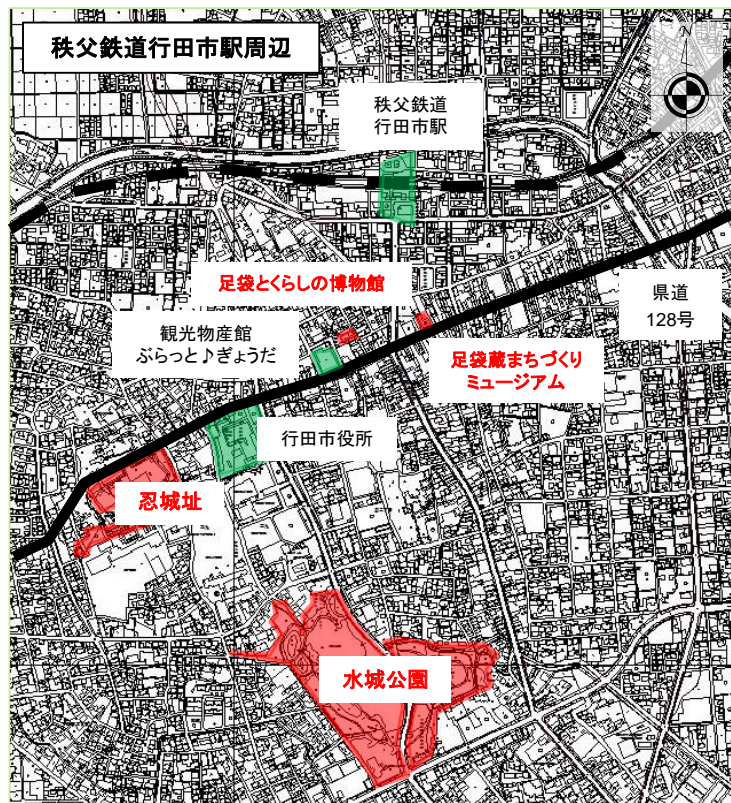 秩父鉄道行田市駅周辺
N
秩父鉄道
行田市駅
足袋とくらしの博物館
県道
128号
観光物産館
ぶらっと♪ぎょうだ
足袋蔵まちづくり
ミュージアム
行田市役所
忍城址
水城公園